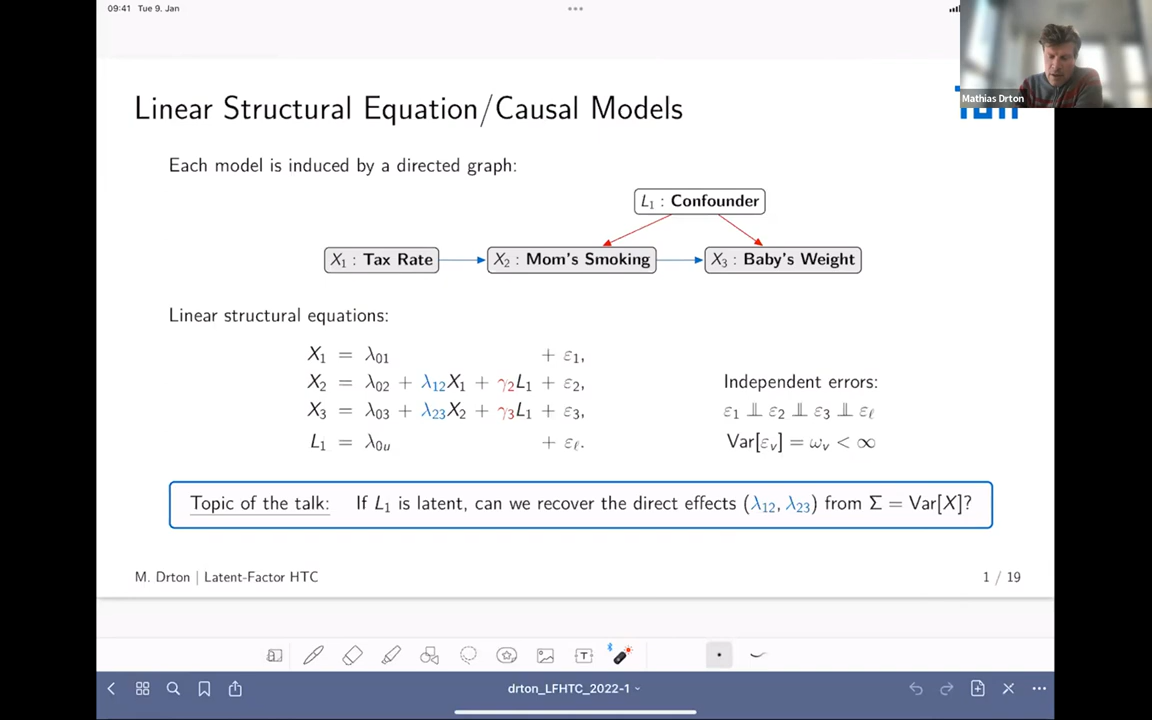 09:41 Tue 9. Jan
Mathias Drton
Linear Structural Equation/Causal Models
Each model is induced by a directed graph:
L₁ : Confounder
X₁ : Tax Rate
X₂ : Mom's Smoking
X₃ : Baby's Weight
Linear structural equations:
X₁ = λ₀₁ + ε₁,
X₂ = λ₀₂ + λ₁₂X₁ + γ₂L₁ + ε₂,
X₃ = λ₀₃ + λ₂₃X₂ + γ₃L₁ + ε₃,
L₁ = λ₀ᵤ + εℓ.
Independent errors:
ε₁ ⫫ ε₂ ⫫ ε₃ ⫫ εℓ
Var[εᵥ] = ωᵥ < ∞
Topic of the talk: If L₁ is latent, can we recover the direct effects (λ₁₂, λ₂₃) from Σ = Var[X]?
M. Drton | Latent-Factor HTC
1 / 19
T
drton_LFHTC_2022-1